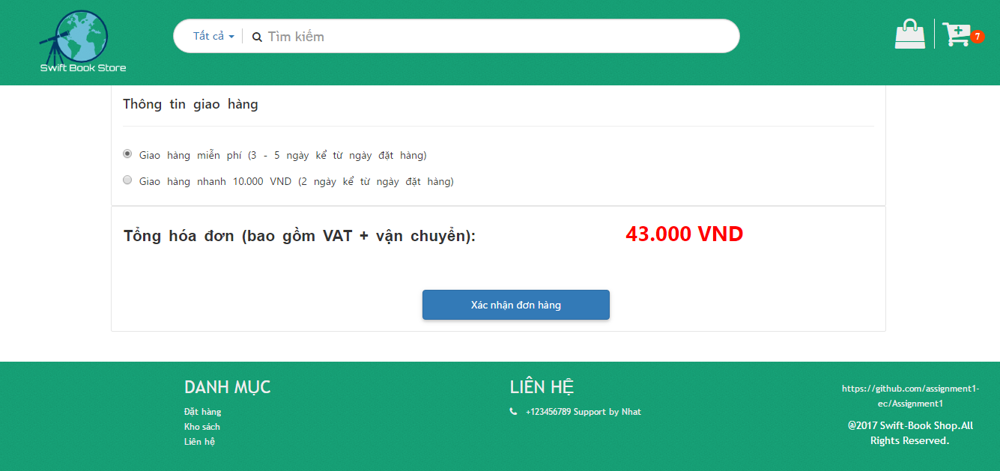 Swift Book Store
Tất cả
Tìm kiếm
7
Thông tin giao hàng
Giao hàng miễn phí (3 - 5 ngày kể từ ngày đặt hàng)
Giao hàng nhanh 10.000 VND (2 ngày kể từ ngày đặt hàng)
Tổng hóa đơn (bao gồm VAT + vận chuyển): 43.000 VND
Xác nhận đơn hàng
DANH MỤC
Đặt hàng
Kho sách
Liên hệ
LIÊN HỆ
+123456789 Support by Nhat
https://github.com/assignment1-
ec/Assignment1
@2017 Swift-Book Shop.All
Rights Reserved.